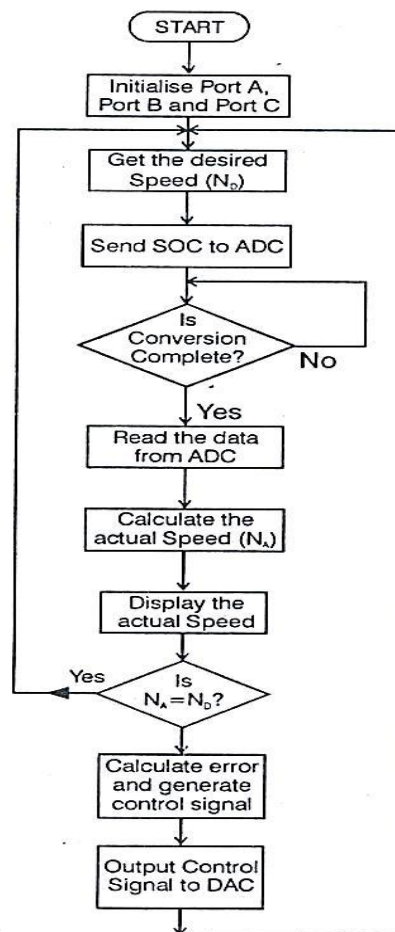 START
Initialise Port A,
Port B and Port C
Get the desired
Speed (N_D)
Send SOC to ADC
Is
Conversion
Complete?
No
Yes
Read the data
from ADC
Calculate the
actual Speed (N_A)
Display the
actual Speed
Yes
Is
N_A=N_D?
Calculate error
and generate
control signal
Output Control
Signal to DAC